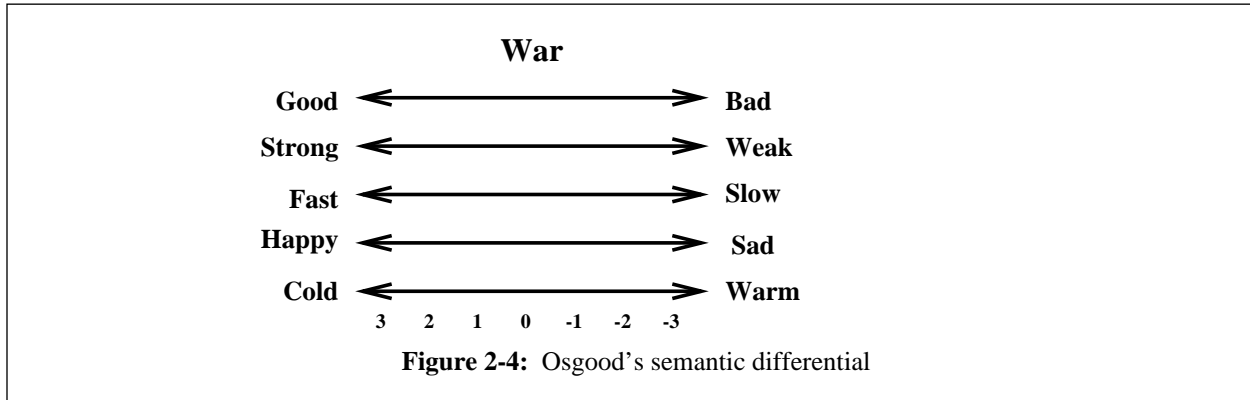 War
Good Bad
Strong Weak
Fast Slow
Happy Sad
Cold Warm
3 2 1 0 -1 -2 -3
Figure 2-4: Osgood’s semantic differential